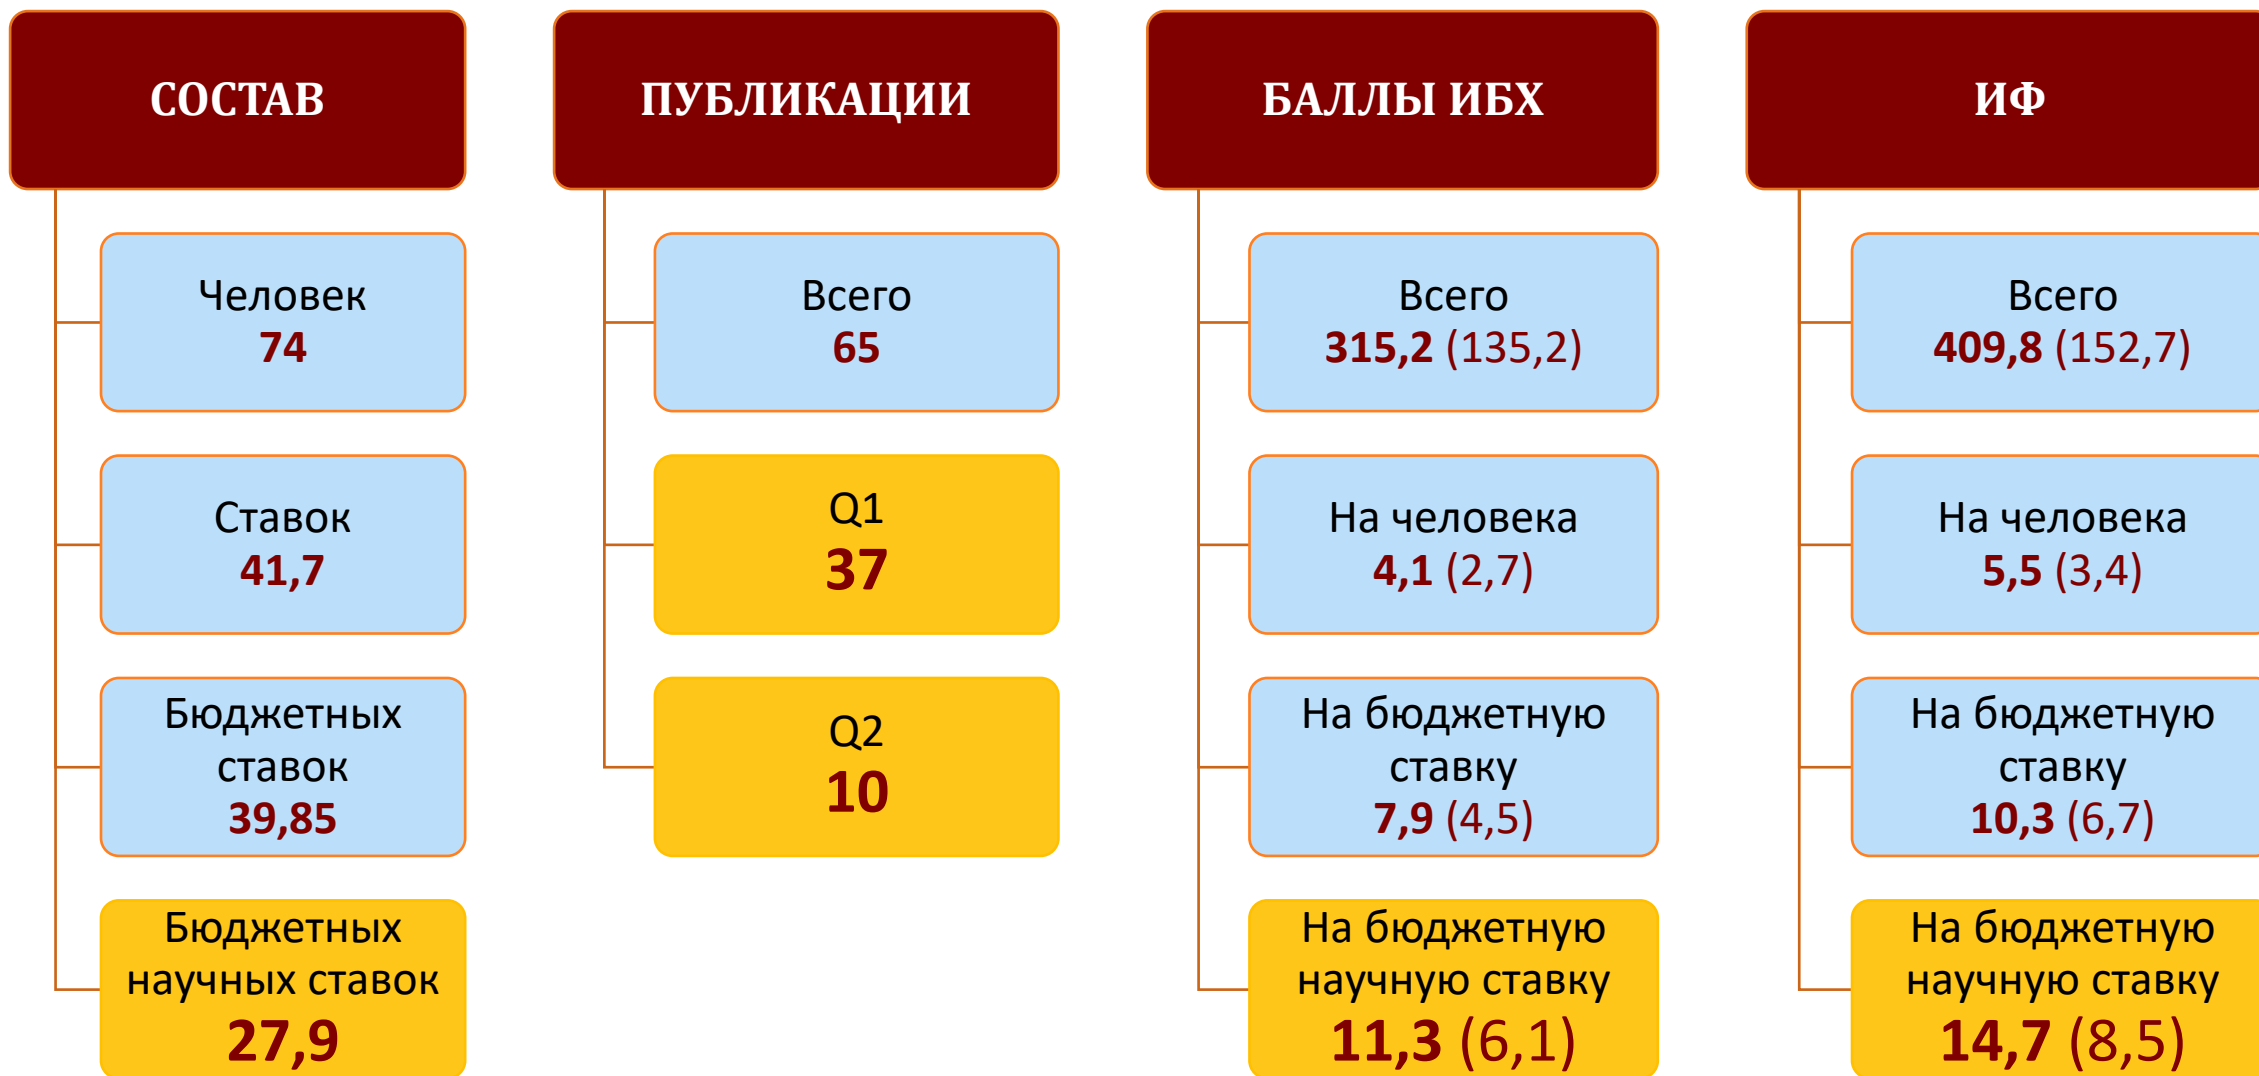 СОСТАВ
Человек
74
Ставок
41,7
Бюджетных
ставок
39,85
Бюджетных
научных ставок
27,9
ПУБЛИКАЦИИ
Всего
65
Q1
37
Q2
10
БАЛЛЫ ИБХ
Всего
315,2 (135,2)
На человека
4,1 (2,7)
На бюджетную
ставку
7,9 (4,5)
На бюджетную
научную ставку
11,3 (6,1)
ИФ
Всего
409,8 (152,7)
На человека
5,5 (3,4)
На бюджетную
ставку
10,3 (6,7)
На бюджетную
научную ставку
14,7 (8,5)